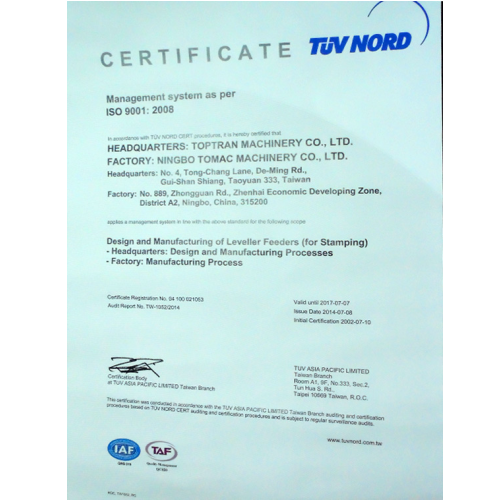 CERTIFICATE
TÜV NORD
Management system as per
ISO 9001: 2008
In accordance with TÜV NORD CERT procedures, it is hereby certified that
HEADQUARTERS: TOPTRAN MACHINERY CO., LTD.
FACTORY: NINGBO TOMAC MACHINERY CO., LTD.
Headquarters: No. 4, Tong-Chang Lane, De-Ming Rd.,
Gui-Shan Shiang, Taoyuan 333, Taiwan
Factory: No. 889, Zhongguan Rd., Zhenhai Economic Developing Zone,
District A2, Ningbo, China, 315200
applies a management system in line with the above standard for the following scope
Design and Manufacturing of Leveller Feeders (for Stamping)
- Headquarters: Design and Manufacturing Processes
- Factory: Manufacturing Process
Certificate Registration No. 04 100 021053
Audit Report No. TW-1052/2014
Valid until 2017-07-07
Issue Date 2014-07-08
Initial Certification 2002-07-10
Certification Body
at TÜV ASIA PACIFIC LIMITED Taiwan Branch
TÜV ASIA PACIFIC LIMITED
Taiwan Branch
Room A1, 9F, No.333, Sec.2,
Tun Hua S. Rd.,
Taipei 10669 Taiwan, R.O.C.
This certification was conducted in accordance with the TÜV ASIA PACIFIC LIMITED Taiwan Branch auditing and certification
procedures based on TÜV NORD CERT auditing and certification procedures and is subject to regular surveillance audits.
www.tuvnord.com.tw
IAF
TAF